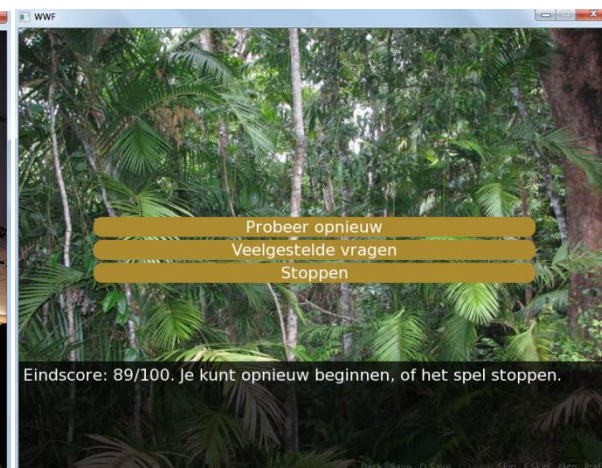 WWF
Probeer opnieuw
Veelgestelde vragen
Stoppen
Eindscore: 89/100. Je kunt opnieuw beginnen, of het spel stoppen.